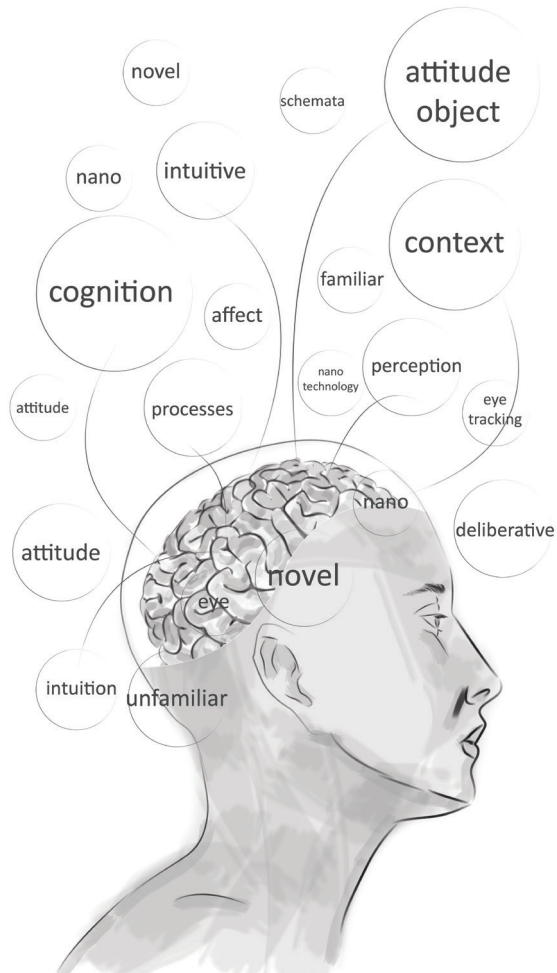 novel
attitude
object
schemata
nano
intuitive
context
cognition
familiar
affect
perception
nano
technology
attitude
processes
eye
tracking
nano
deliberative
attitude
novel
eye
intuition
unfamiliar